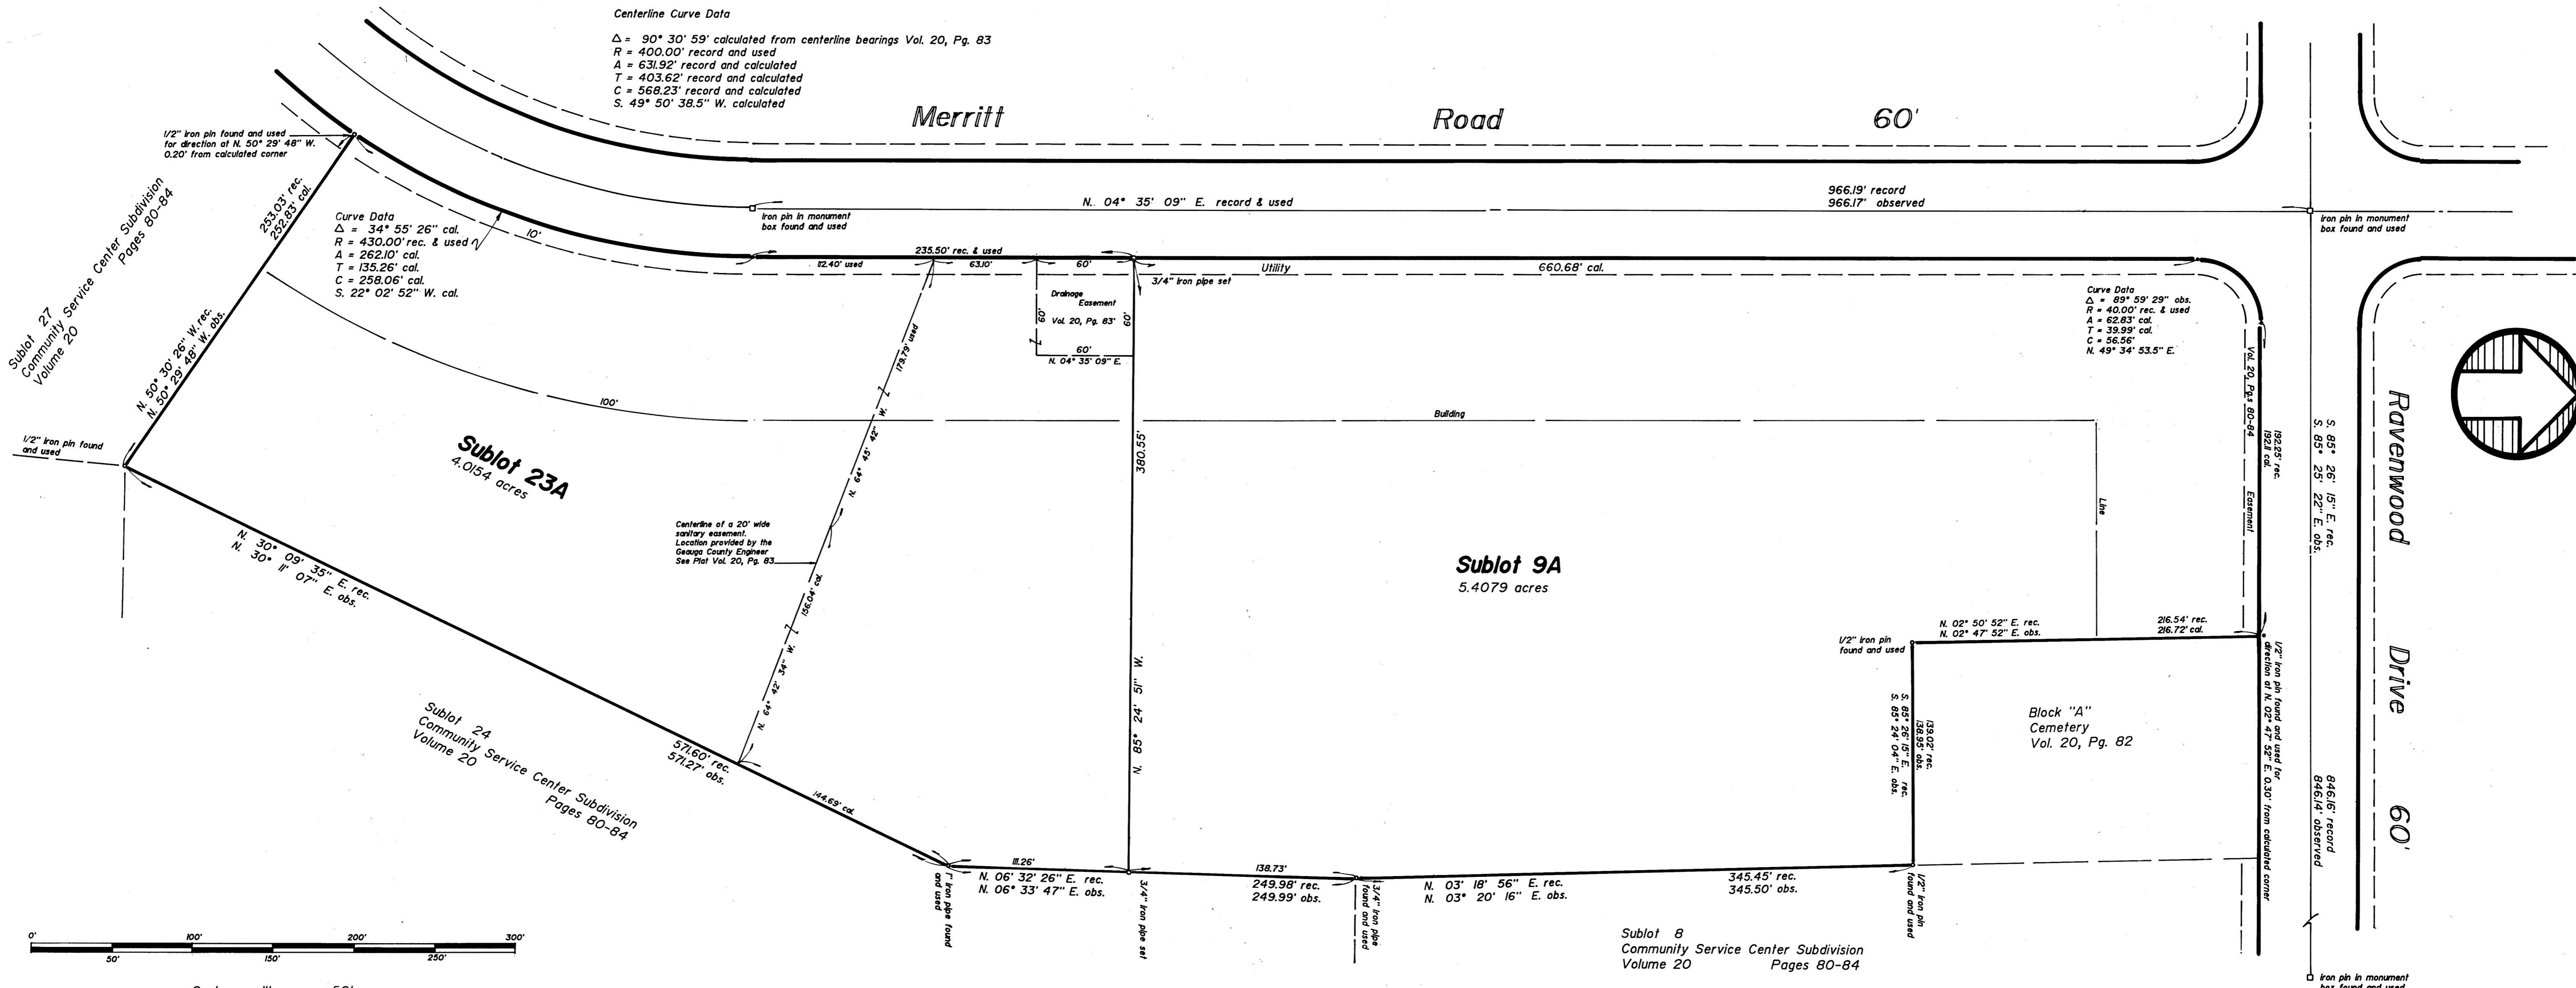 Centerline Curve Data
Δ = 90° 30' 59' calculated from centerline bearings Vol. 20, Pg. 83
R = 400.00' record and used
A = 631.92' record and calculated
T = 403.62' record and calculated
C = 568.23' record and calculated
S. 49° 50' 38.5" W. calculated
Merritt Road 60'
1/2" iron pin found and used
for direction at N. 50° 29' 48" W.
0.20' from calculated corner
253.03' rec.
252.83' cal.
N. 50° 30' 26" W. rec.
N. 50° 29' 48" W. obs.
Sublot 27
Community Service Center Subdivision
Volume 20 Pages 80-84
Curve Data
Δ = 34° 55' 26" cal.
R = 430.00' rec. & used
A = 262.10' cal.
T = 135.26' cal.
C = 258.06' cal.
S. 22° 02' 52" W. cal.
10'
N. 04° 35' 09" E. record & used
966.19' record
966.17' observed
Iron pin in monument
box found and used
iron pin in monument
box found and used
235.50' rec. & used
112.40' used
63.10'
60'
Utility
660.68' cal.
3/4" iron pipe set
Drainage
Easement
Vol. 20, Pg. 83'
60'
60'
60'
N. 04° 35' 09" E.
Curve Data
Δ = 89° 59' 29" obs.
R = 40.00' rec. & used
A = 62.83' cal.
T = 39.99' cal.
C = 56.56'
N. 49° 34' 53.5" E.
179.79' used
N. 64° 45' 42" W.
100'
Building
Line
Vol. 20, Pg.s 80-84
Easement
192.25' rec.
192.11 cal.
S. 85° 26' 15" E. rec.
S. 85° 25' 22" E. obs.
Ravenwood Drive 60'
1/2" iron pin found
and used
Sublot 23A
4.0154 acres
380.55'
N. 85° 24' 51" W.
Centerline of a 20' wide
sanitary easement.
Location provided by the
Geauga County Engineer
See Plat Vol. 20, Pg. 83
156.04' cal.
N. 64° 42' 34" W.
Sublot 9A
5.4079 acres
N. 30° 09' 35" E. rec.
N. 30° 11' 07" E. obs.
1/2" iron pin
found and used
N. 02° 50' 52" E. rec.
N. 02° 47' 52" E. obs.
216.54' rec.
216.72' cal.
1/2" iron pin found and used for
direction at N. 02° 47' 52" E. 0.30' from calculated corner
139.02' rec.
138.95' obs.
S. 85° 26' 15" E. rec.
S. 85° 24' 04" E. obs.
Block "A"
Cemetery
Vol. 20, Pg. 82
846.16' record
846.14' observed
Sublot 24
Community Service Center Subdivision
Volume 20 Pages 80-84
571.60' rec.
571.27' obs.
144.69' cal.
1" iron pipe found
and used
111.26'
N. 06' 32' 26" E. rec.
N. 06° 33' 47" E. obs.
3/4" iron pipe set
138.73'
249.98' rec.
249.99' obs.
3/4" iron pipe
found and used
N. 03' 18' 56" E. rec.
N. 03° 20' 16" E. obs.
345.45' rec.
345.50' obs.
1/2" iron pin
found and used
Sublot 8
Community Service Center Subdivision
Volume 20 Pages 80-84
0' 100' 200' 300'
50' 150' 250'
iron pin in monument
box found and used